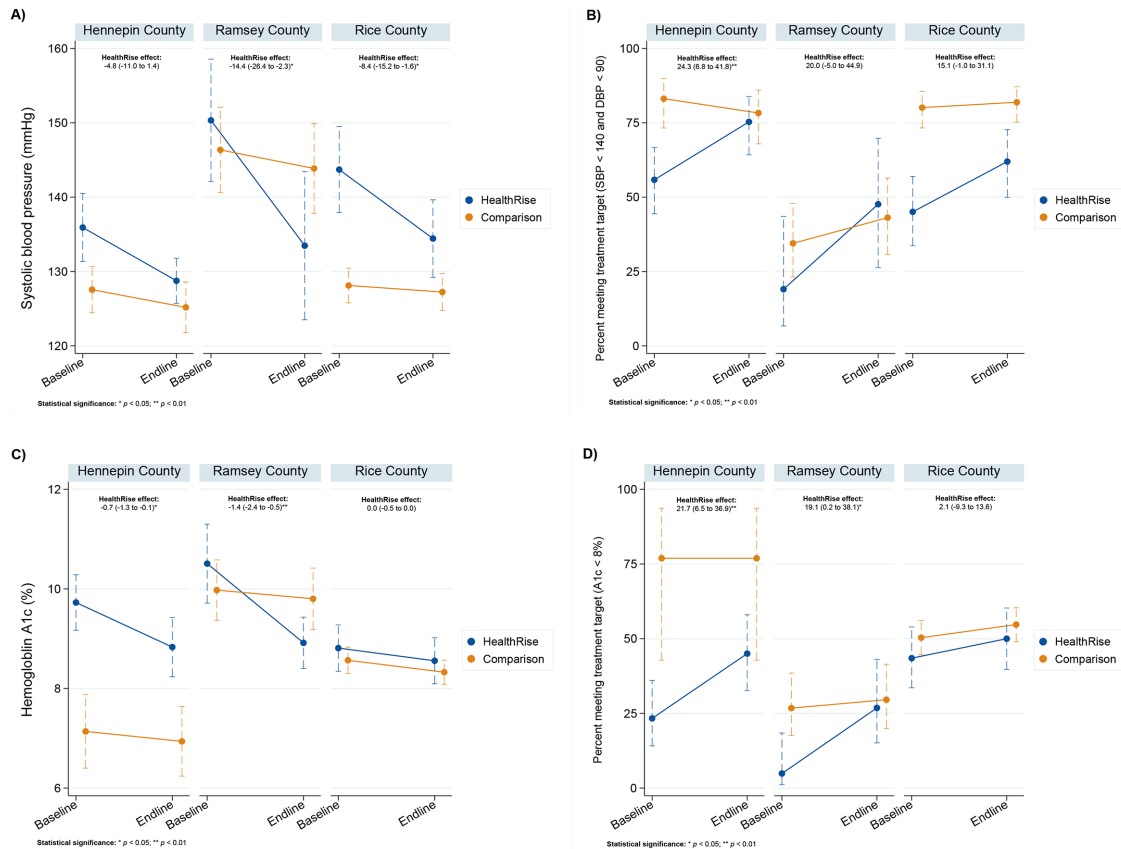 A)
Hennepin County
Ramsey County
Rice County
160
150
140
130
120
Systolic blood pressure (mmHg)
HealthRise effect:
-4.8 (-11.0 to 1.4)
HealthRise effect:
-14.4 (-26.4 to -2.3)*
HealthRise effect:
-8.4 (-15.2 to -1.6)*
HealthRise
Comparison
Baseline
Endline
Baseline
Endline
Baseline
Endline
Statistical significance: * p < 0.05; ** p < 0.01
B)
Hennepin County
Ramsey County
Rice County
100
75
50
25
0
Percent meeting treatment target (SBP < 140 and DBP < 90)
HealthRise effect:
24.3 (6.8 to 41.8)**
HealthRise effect:
20.0 (-5.0 to 44.9)
HealthRise effect:
15.1 (-1.0 to 31.1)
HealthRise
Comparison
Baseline
Endline
Baseline
Endline
Baseline
Endline
Statistical significance: * p < 0.05; ** p < 0.01
C)
Hennepin County
Ramsey County
Rice County
12
10
8
6
Hemogloblin A1c (%)
HealthRise effect:
-0.7 (-1.3 to -0.1)*
HealthRise effect:
-1.4 (-2.4 to -0.5)**
HealthRise effect:
0.0 (-0.5 to 0.0)
HealthRise
Comparison
Baseline
Endline
Baseline
Endline
Baseline
Endline
Statistical significance: * p < 0.05; ** p < 0.01
D)
Hennepin County
Ramsey County
Rice County
100
75
50
25
0
Percent meeting treatment target (A1c < 8%)
HealthRise effect:
21.7 (6.5 to 36.9)**
HealthRise effect:
19.1 (0.2 to 38.1)*
HealthRise effect:
2.1 (-9.3 to 13.6)
HealthRise
Comparison
Baseline
Endline
Baseline
Endline
Baseline
Endline
Statistical significance: * p < 0.05; ** p < 0.01